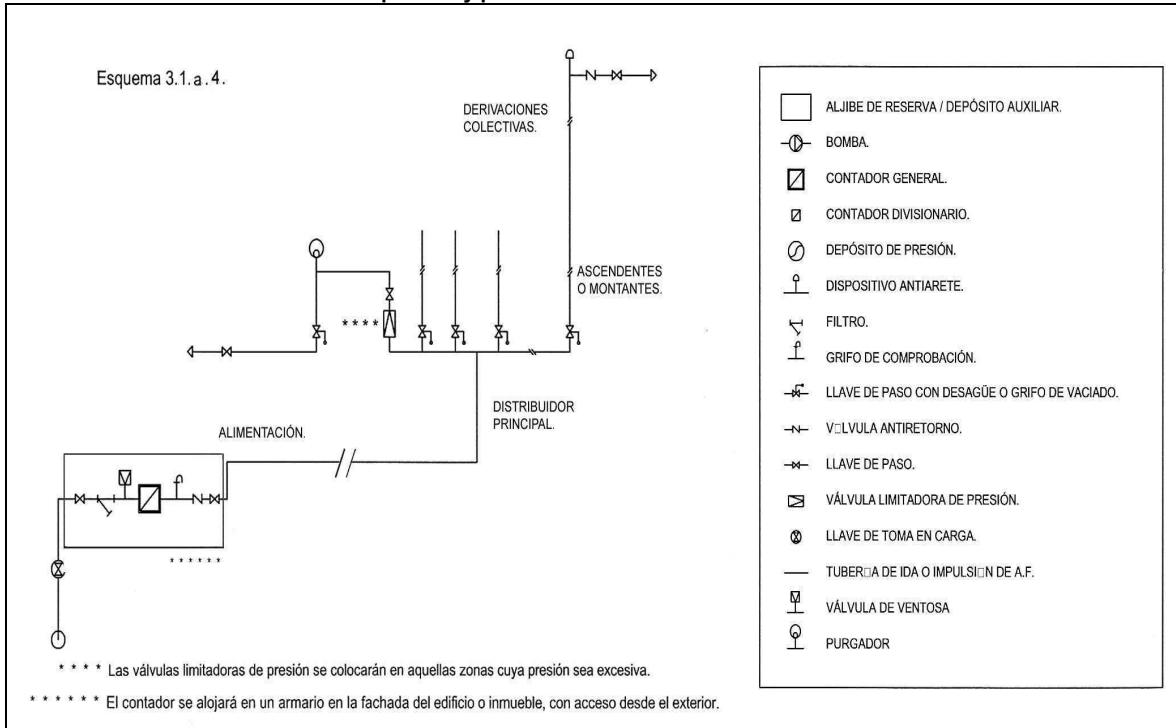 Esquema 3.1.a.4.
DERIVACIONES
COLECTIVAS.
ASCENDENTES
O MONTANTES.
* * * *
DISTRIBUIDOR
PRINCIPAL.
ALIMENTACIÓN.
* * * * * *
* * * * Las válvulas limitadoras de presión se colocarán en aquellas zonas cuya presión sea excesiva.
* * * * * * El contador se alojará en un armario en la fachada del edificio o inmueble, con acceso desde el exterior.
ALJIBE DE RESERVA / DEPÓSITO AUXILIAR.
BOMBA.
CONTADOR GENERAL.
CONTADOR DIVISIONARIO.
DEPÓSITO DE PRESIÓN.
DISPOSITIVO ANTIARETE.
FILTRO.
GRIFO DE COMPROBACIÓN.
LLAVE DE PASO CON DESAGÜE O GRIFO DE VACIADO.
V□LVULA ANTIRETORNO.
LLAVE DE PASO.
VÁLVULA LIMITADORA DE PRESIÓN.
LLAVE DE TOMA EN CARGA.
TUBER□A DE IDA O IMPULSI□N DE A.F.
VÁLVULA DE VENTOSA
PURGADOR